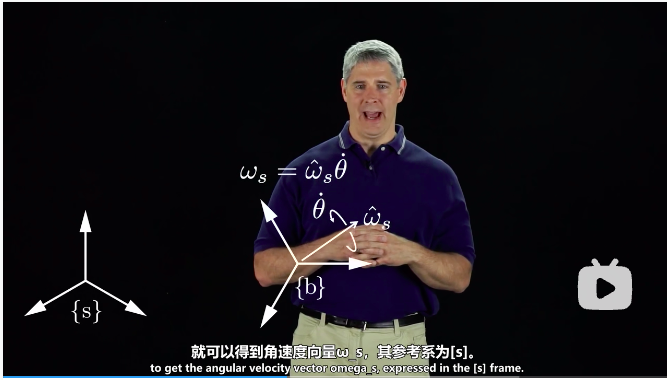 ω_s = ω̂_s θ̇
θ̇ ω̂_s
{b}
{s}
就可以得到角速度向量ω_s，其参考系为[s]。
to get the angular velocity vector omega_s, expressed in the [s] frame.